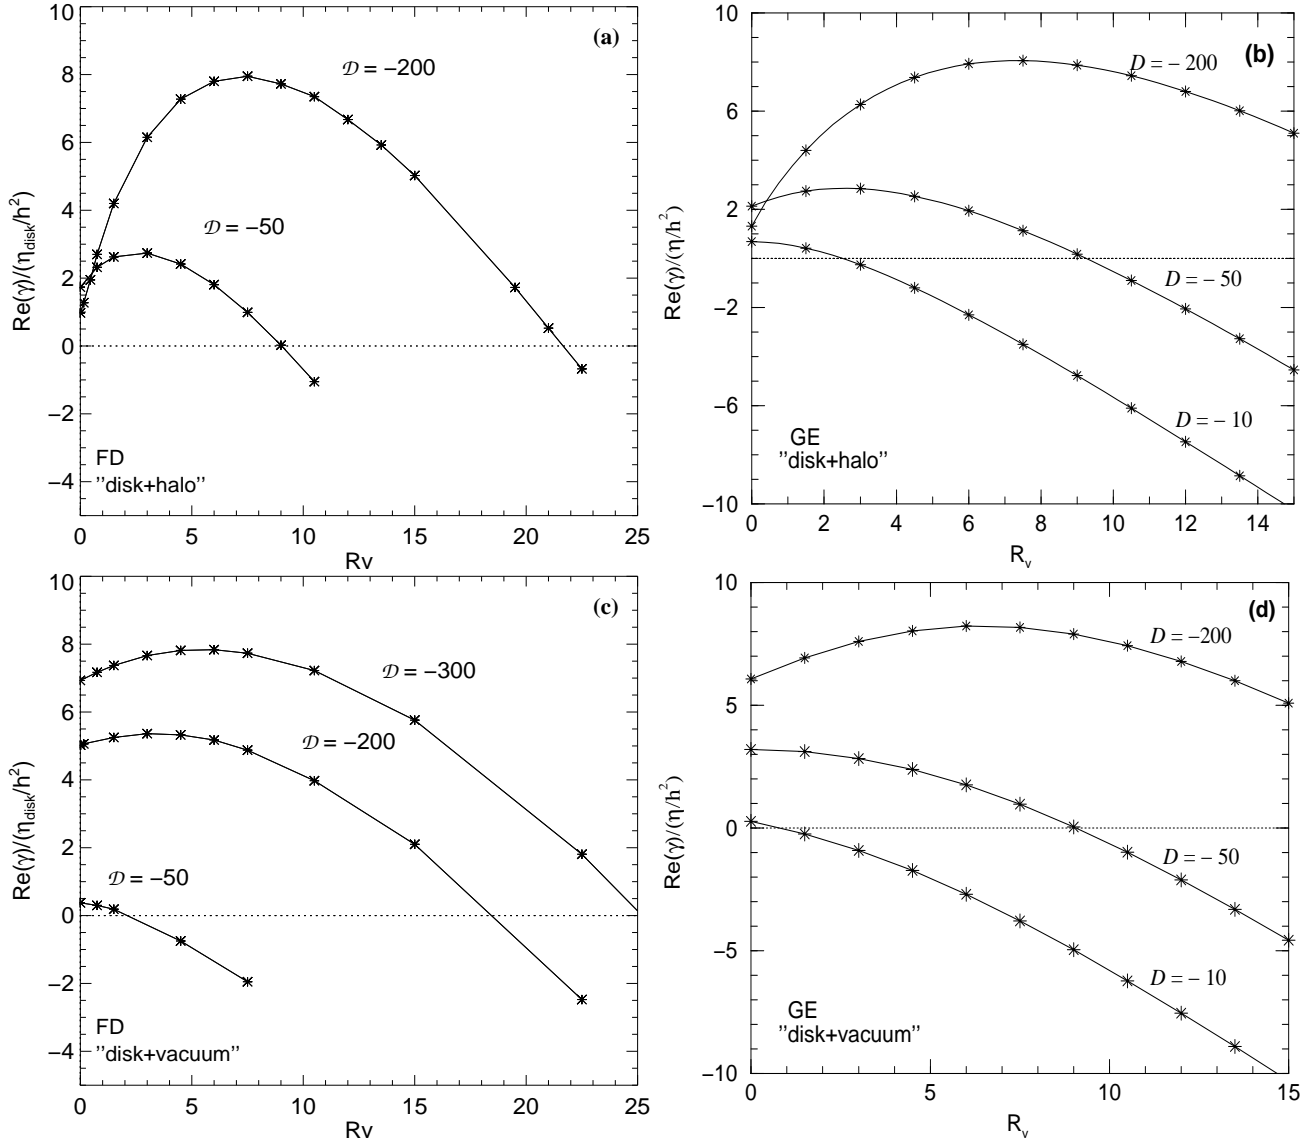 (a)
10
8
6
4
2
0
−2
−4
Re(γ)/(η_disk/h²)
𝒟 = −200
𝒟 = −50
FD
"disk+halo"
0 5 10 15 20 25
Rv
(b)
10
6
2
−2
−6
−10
Re(γ)/(η/h²)
D = − 200
D = − 50
D = − 10
GE
"disk+halo"
0 2 4 6 8 10 12 14
R_v
(c)
10
8
6
4
2
0
−2
−4
Re(γ)/(η_disk/h²)
𝒟 = −300
𝒟 = −200
𝒟 = −50
FD
"disk+vacuum"
0 5 10 15 20 25
Rv
(d)
10
5
0
−5
−10
Re(γ)/(η/h²)
D = −200
D = − 50
D = − 10
GE
"disk+vacuum"
0 5 10 15
R_v